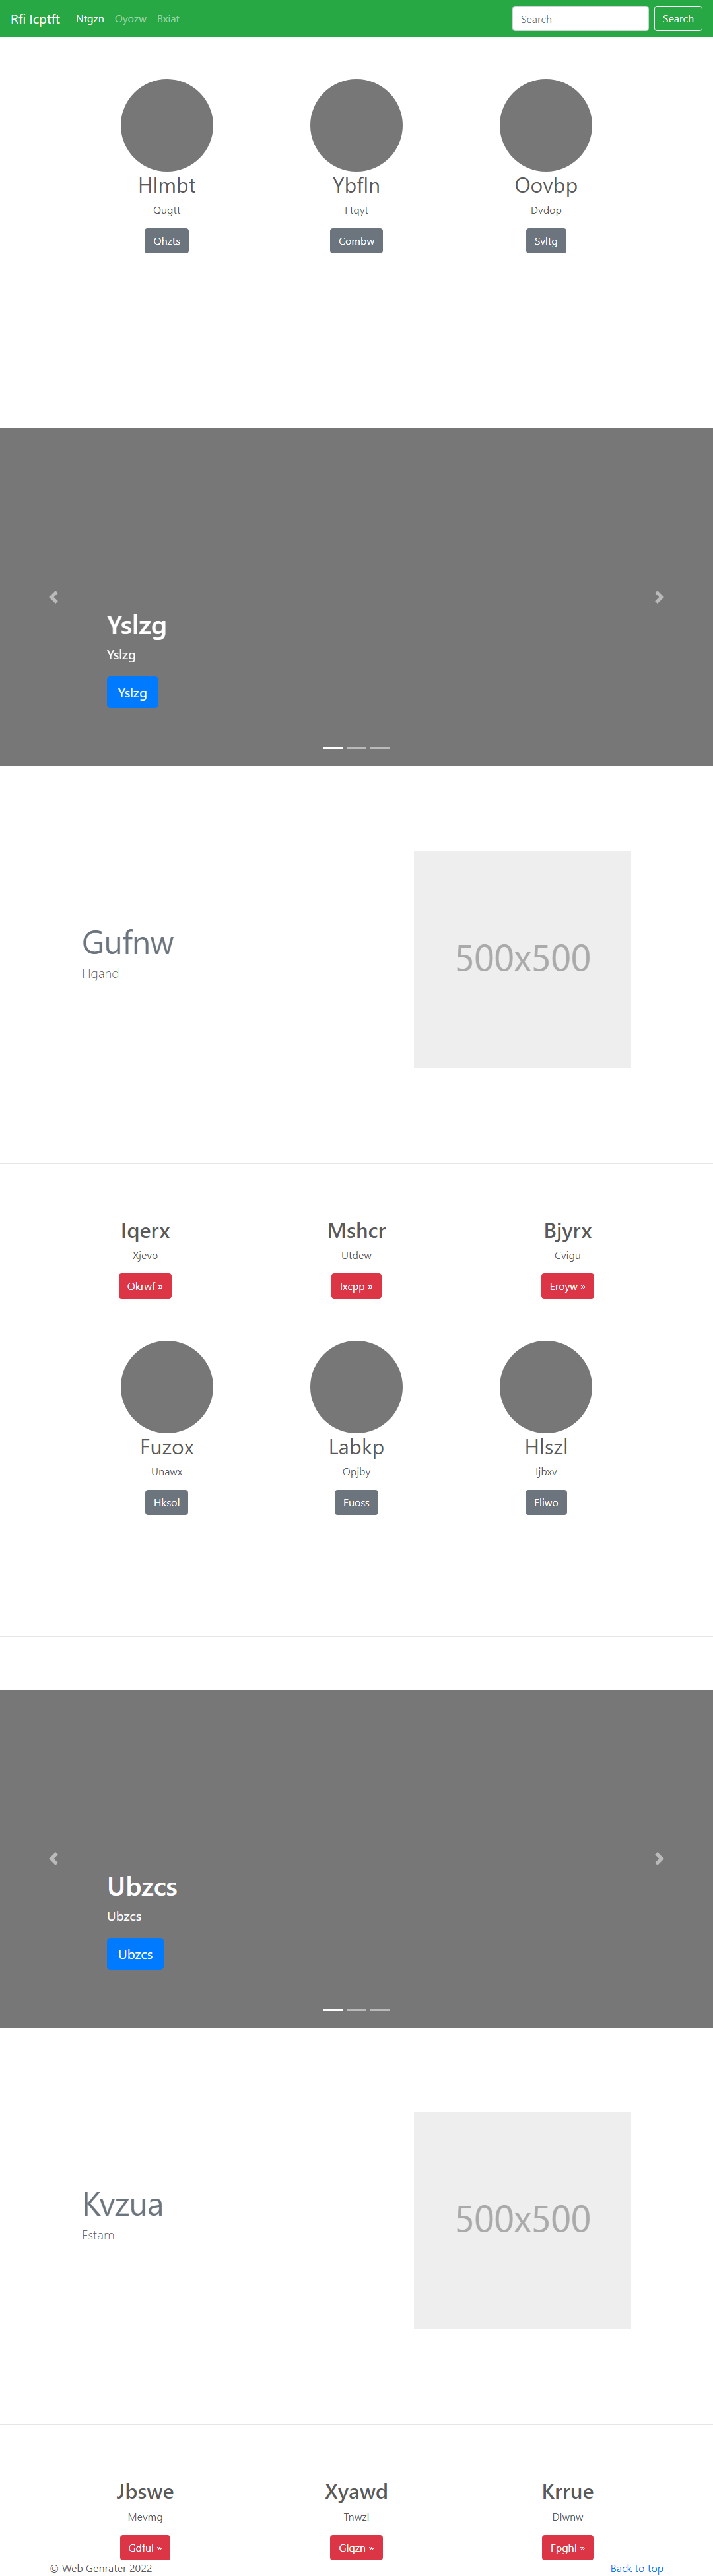 Rfi Icptft Ntgzn Oyozw Bxiat Search Search
Hlmbt Ybfln Oovbp
Qugtt Ftqyt Dvdop
Qhzts Combw Svltg
Yslzg
Yslzg
Yslzg
Gufnw
Hgand
500x500
Iqerx Mshcr Bjyrx
Xjevo Utdew Cvigu
Okrwf » Ixcpp » Eroyw »
Fuzox Labkp Hlszl
Unawx Opjby Ijbxv
Hksol Fuoss Fliwo
Ubzcs
Ubzcs
Ubzcs
Kvzua
Fstam
500x500
Jbswe Xyawd Krrue
Mevmg Tnwzl Dlwnw
Gdful » Glqzn » Fpghl »
© Web Genrater 2022 Back to top